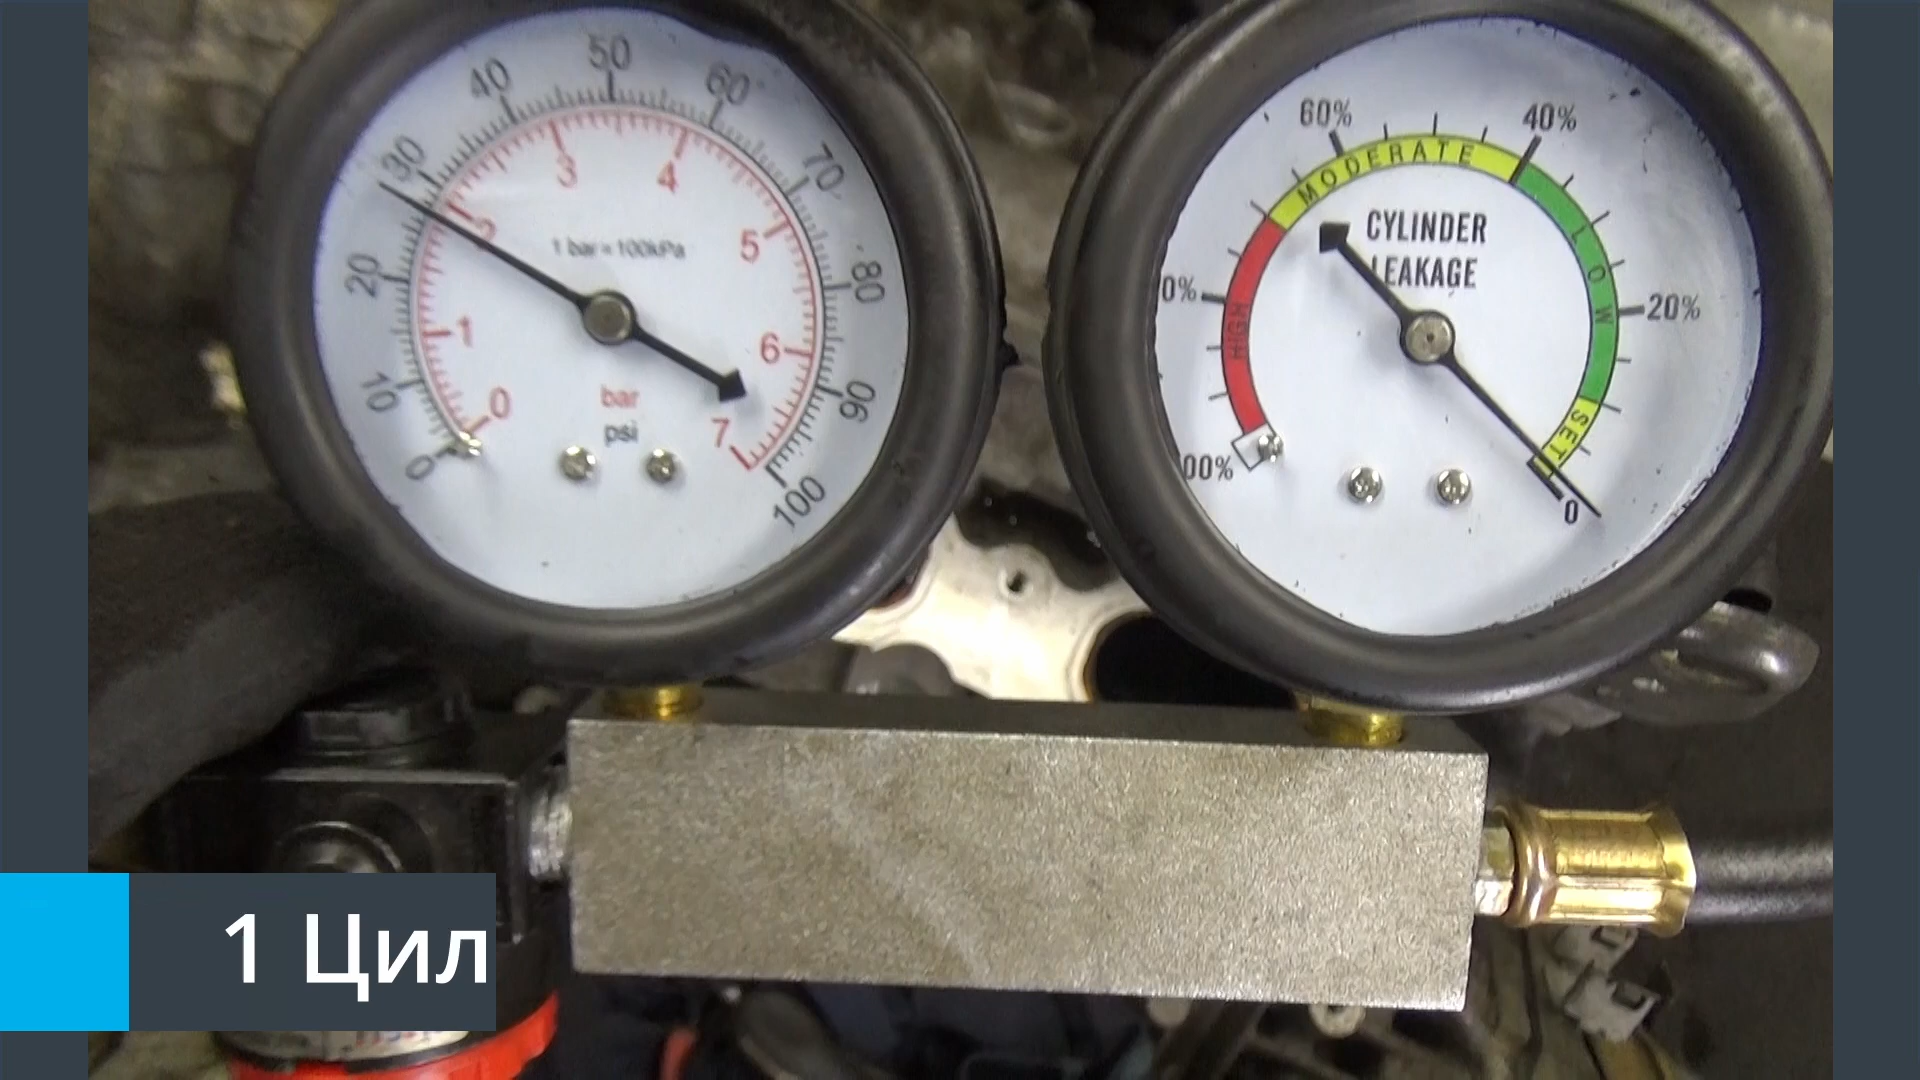 0
10
20
30
40
50
60
70
80
90
100
0
1
3
4
5
6
7
1 bar = 100kPa
bar
psi
60%
40%
20%
0%
00%
0
HIGH
MODERATE
LOW
SET
CYLINDER
LEAKAGE
1 Цил